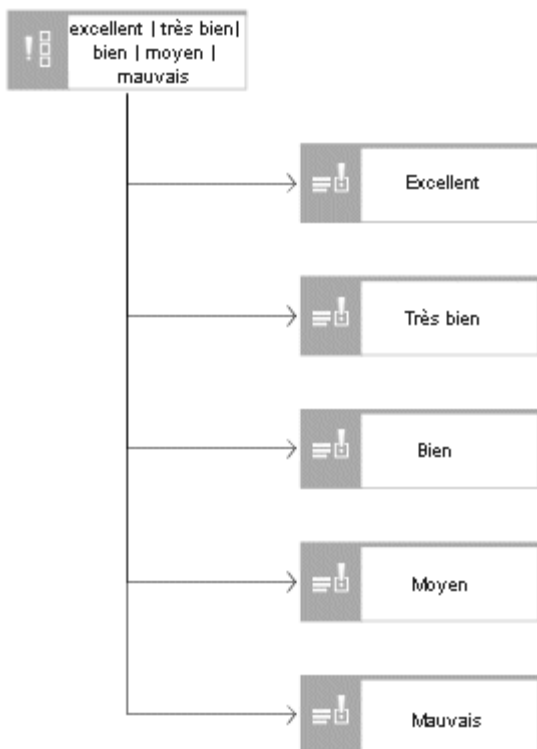 excellent | très bien|
bien | moyen |
mauvais
Excellent
Très bien
Bien
Moyen
Mauvais